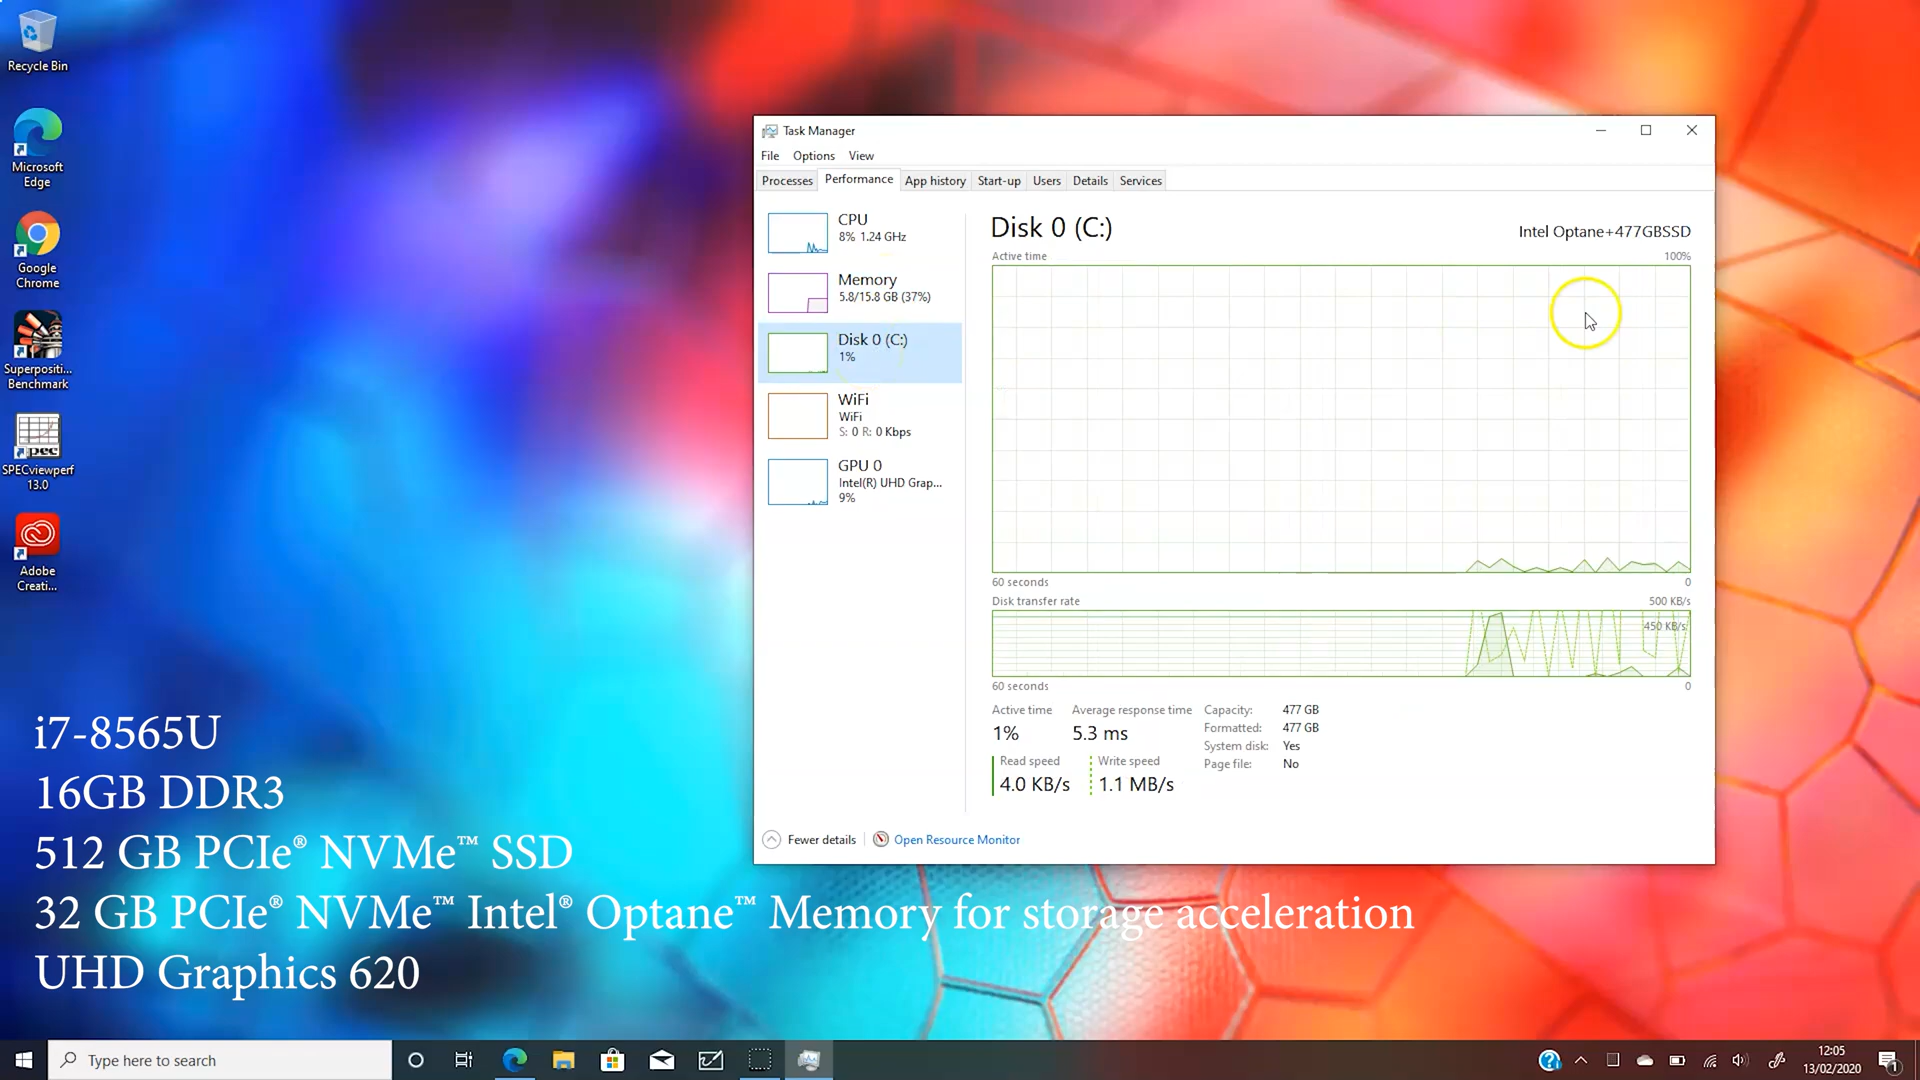 Recycle Bin
Microsoft
Edge
Google
Chrome
Superpositi...
Benchmark
spec
SPECviewperf
13.0
Adobe
Creati...
Task Manager
File Options View
Processes Performance App history Start-up Users Details Services
CPU
8% 1.24 GHz
Memory
5.8/15.8 GB (37%)
Disk 0 (C:)
1%
WiFi
WiFi
S: 0 R: 0 Kbps
GPU 0
Intel(R) UHD Grap...
9%
Disk 0 (C:) Intel Optane+477GBSSD
Active time 100%
60 seconds 0
Disk transfer rate 500 KB/s
450 KB/s
60 seconds 0
Active time Average response time
1% 5.3 ms
Read speed Write speed
4.0 KB/s 1.1 MB/s
Capacity: 477 GB
Formatted: 477 GB
System disk: Yes
Page file: No
Fewer details Open Resource Monitor
i7-8565U
16GB DDR3
512 GB PCIe® NVMe™ SSD
32 GB PCIe® NVMe™ Intel® Optane™ Memory for storage acceleration
UHD Graphics 620
Type here to search
12:05
13/02/2020
1